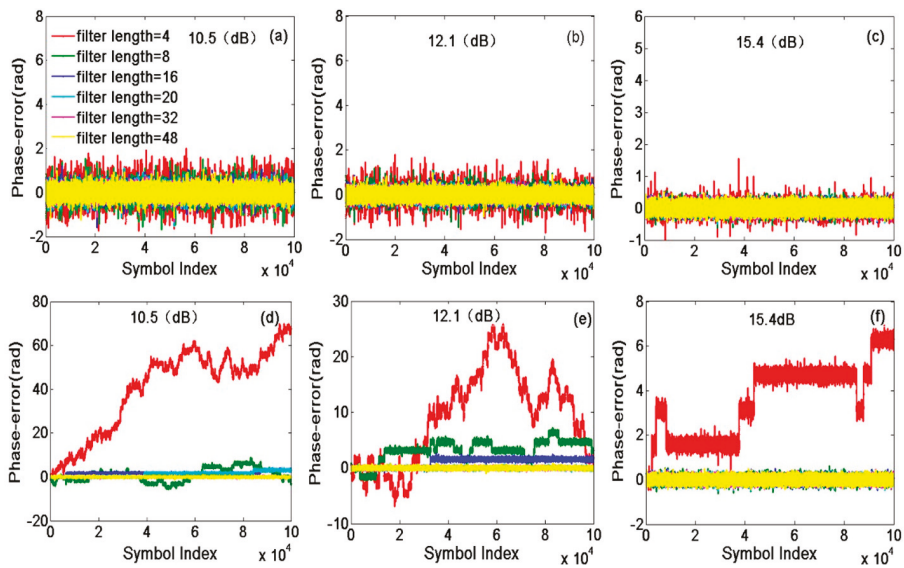 8
6
4
2
0
-2
Phase-error(rad)
filter length=4
filter length=8
filter length=16
filter length=20
filter length=32
filter length=48
10.5（dB）
(a)
0 2 4 6 8 10
Symbol Index
x 10^4
8
6
4
2
0
-2
Phase-error(rad)
12.1（dB）
(b)
0 2 4 6 8 10
Symbol Index
x 10^4
6
5
4
3
2
1
0
-1
Phase-error(rad)
15.4（dB）
(c)
0 2 4 6 8 10
Symbol Index
x 10^4
80
60
40
20
0
-20
Phase-error(rad)
10.5（dB）
(d)
0 2 4 6 8 10
Symbol Index
x 10^4
30
20
10
0
-10
Phase-error(rad)
12.1（dB）
(e)
0 2 4 6 8 10
Symbol Index
x 10^4
8
6
4
2
0
-2
Phase-error(rad)
15.4dB
(f)
0 2 4 6 8 10
Symbol Index
x 10^4